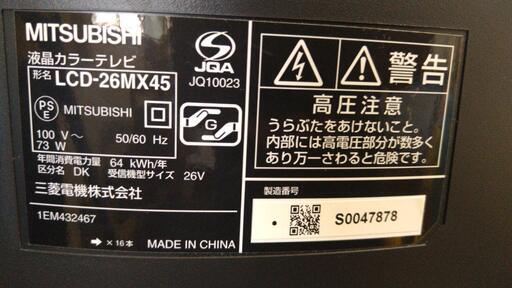 MITSUBISHI
液晶カラーテレビ
形名 LCD-26MX45
PS E MITSUBISHI
100 V～ 50/60 Hz
73 W
年間消費電力量 64 kWh/年
区分名 DK 受信機型サイズ 26V
三菱電機株式会社
1EM432467
→ × 16本 MADE IN CHINA
JQA
JQ10023
G
警告
高圧注意
うらぶたをあけないこと。
内部には高電圧部分が数多く
あり万一さわると危険です。
製造番号
S0047878